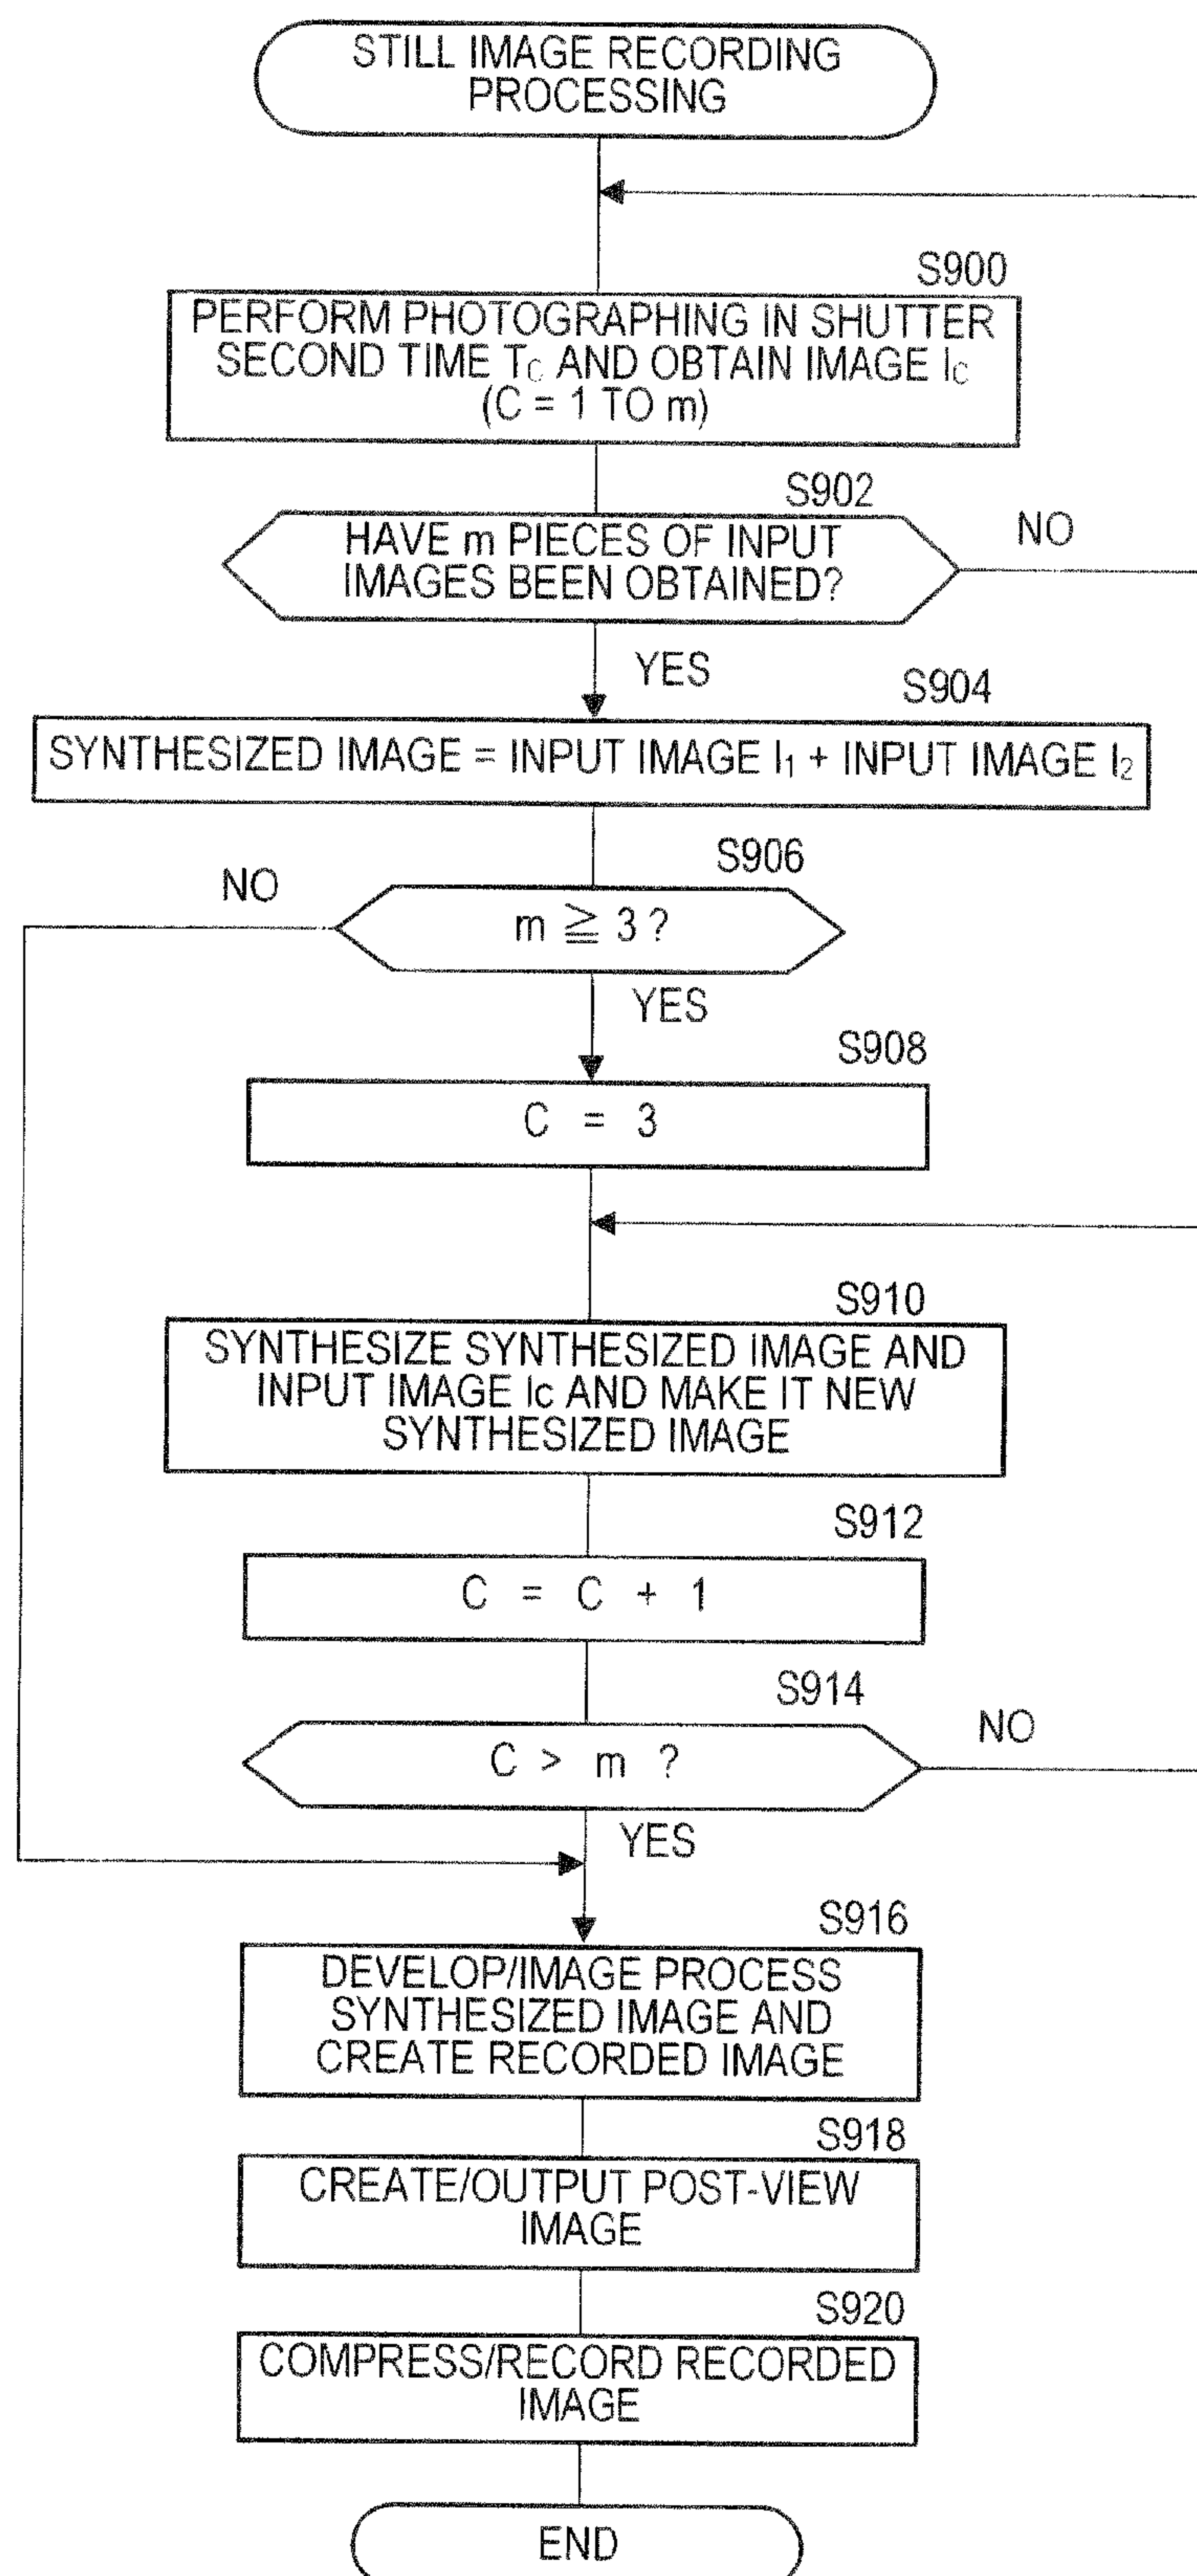 STILL IMAGE RECORDING
PROCESSING
S900
PERFORM PHOTOGRAPHING IN SHUTTER
SECOND TIME TC AND OBTAIN IMAGE IC
(C = 1 TO m)
S902
HAVE m PIECES OF INPUT
IMAGES BEEN OBTAINED?
NO
YES
S904
SYNTHESIZED IMAGE = INPUT IMAGE I1 + INPUT IMAGE I2
S906
NO
m ≧ 3 ?
YES
S908
C = 3
S910
SYNTHESIZE SYNTHESIZED IMAGE AND
INPUT IMAGE Ic AND MAKE IT NEW
SYNTHESIZED IMAGE
S912
C = C + 1
S914
C > m ?
NO
YES
S916
DEVELOP/IMAGE PROCESS
SYNTHESIZED IMAGE AND
CREATE RECORDED IMAGE
S918
CREATE/OUTPUT POST-VIEW
IMAGE
S920
COMPRESS/RECORD RECORDED
IMAGE
END